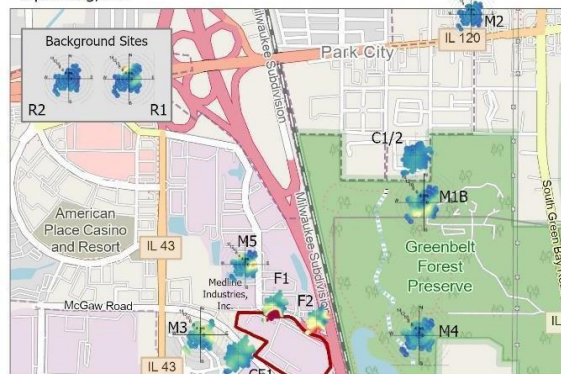 M2
IL 120
Background Sites
Park City
R2
R1
Milwaukee Subdivision
C1/2
M1B
American
Place Casino
and Resort
IL 43
M5
Greenbelt
Forest
Preserve
Milwaukee Subdivision
Medline
Industries,
Inc.
F1
F2
McGaw Road
M3
M4
IL
IL 43
South Green Bay